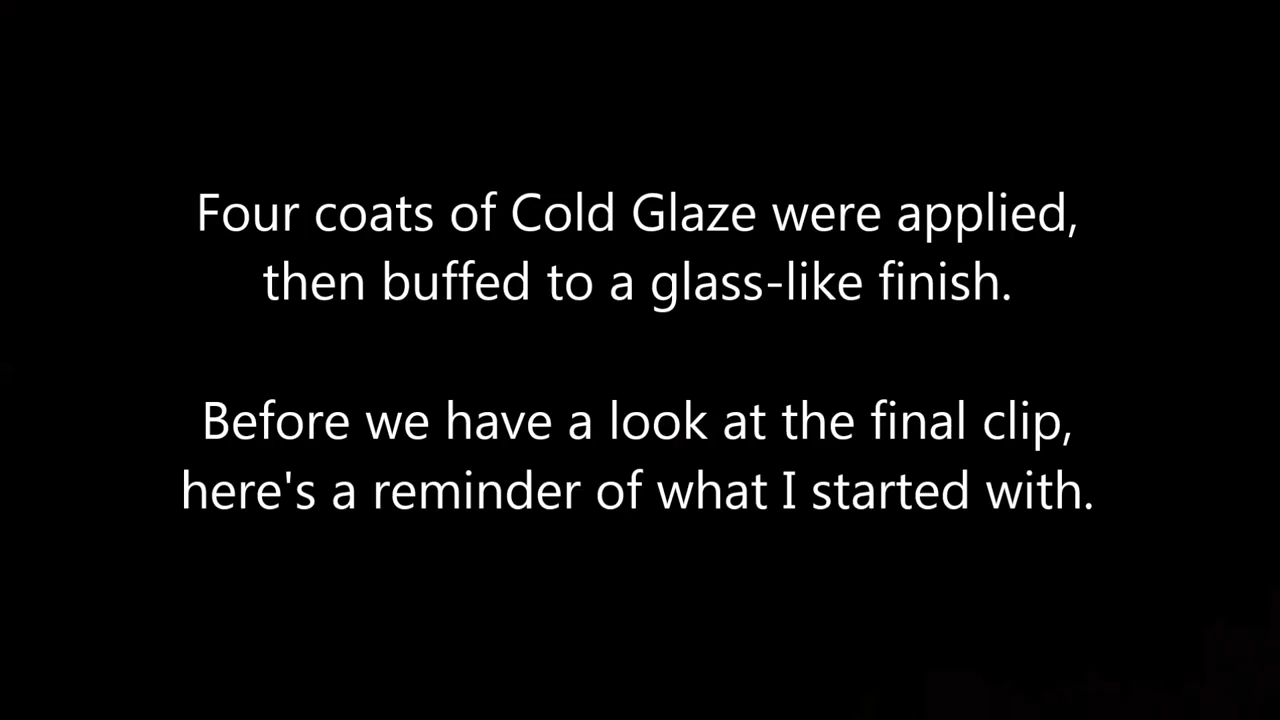 Four coats of Cold Glaze were applied,
then buffed to a glass-like finish.
Before we have a look at the final clip,
here's a reminder of what I started with.